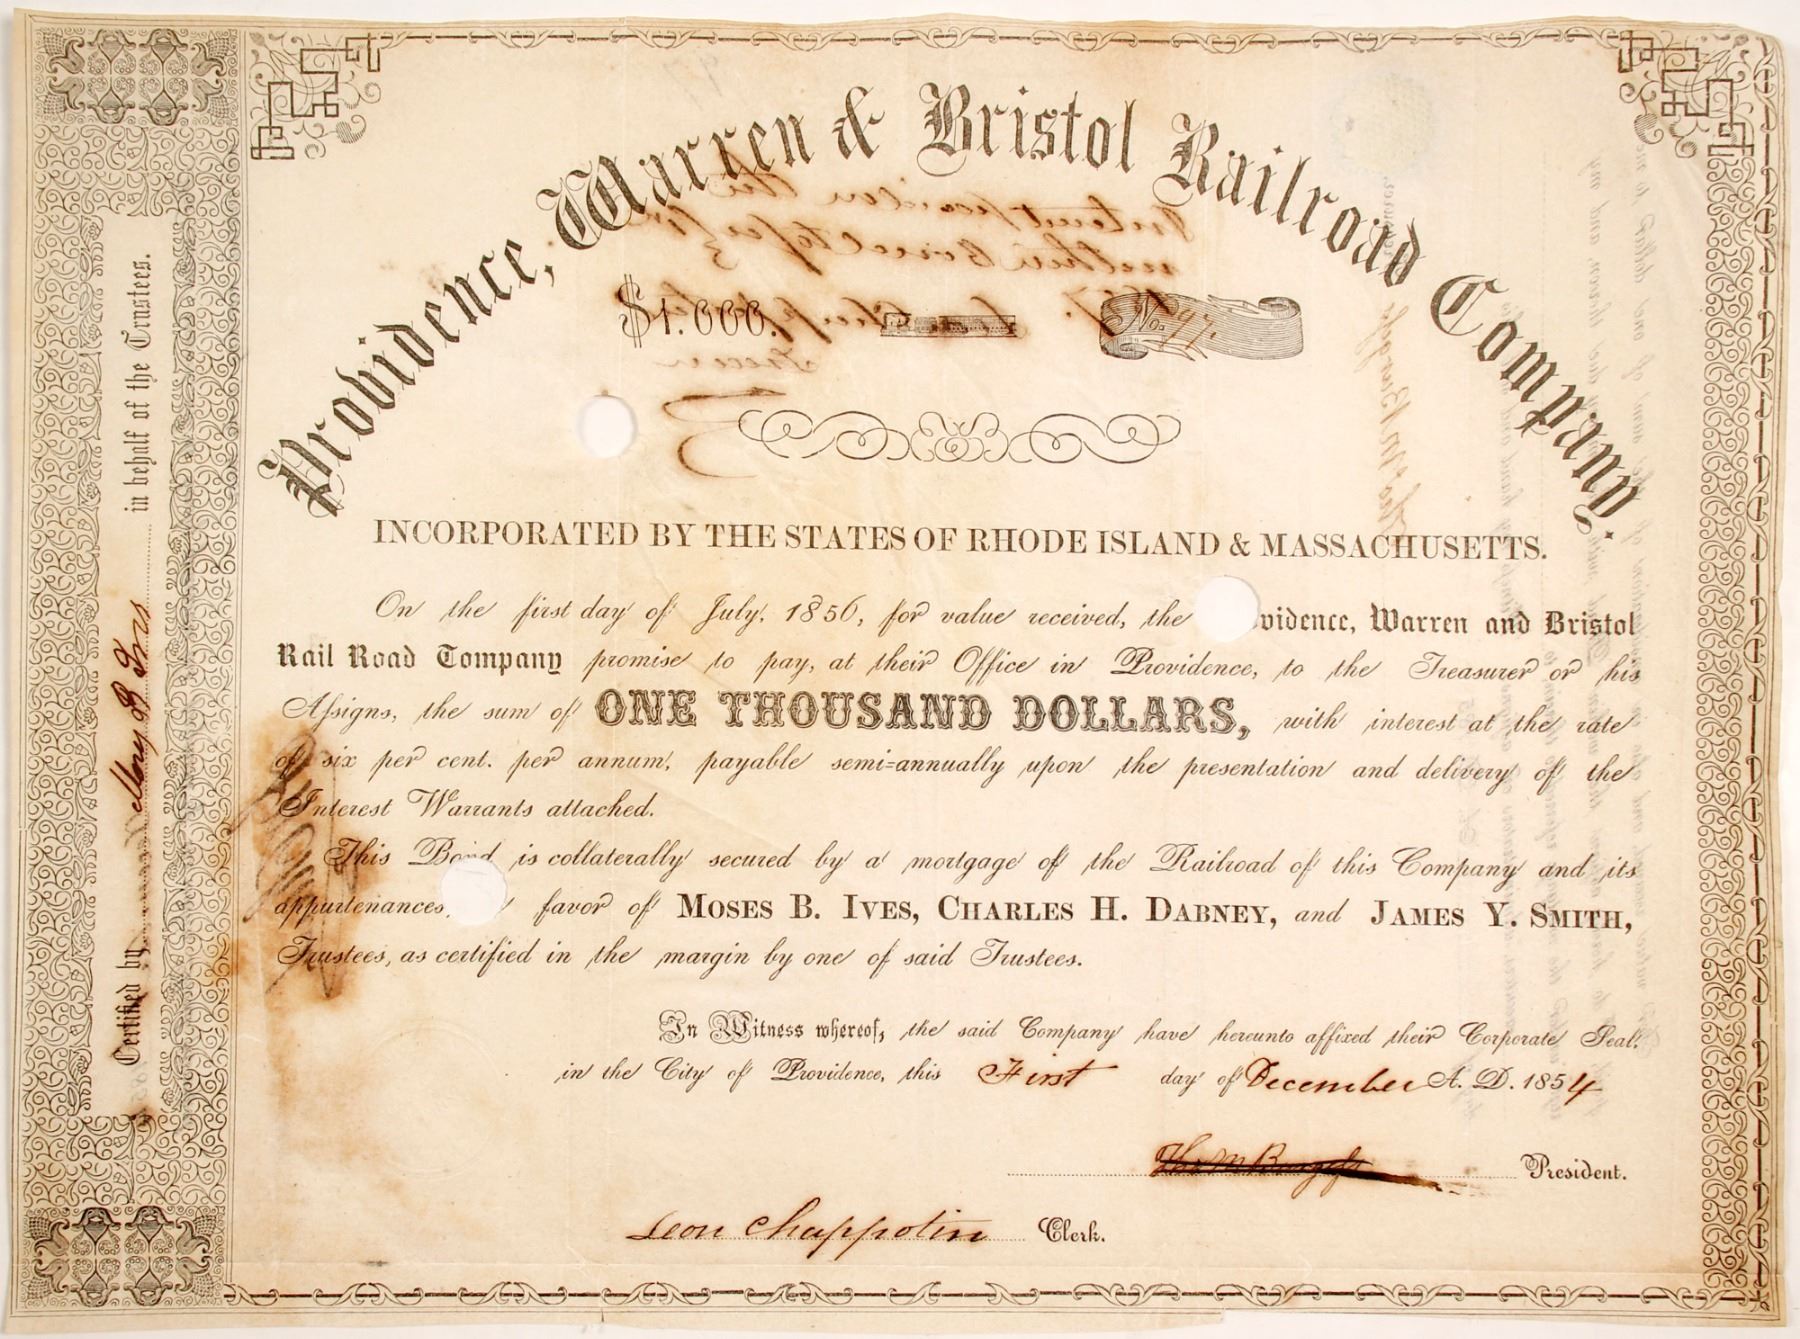 Providence, Warren & Bristol Railroad Company.
$1.000. No. 97.
INCORPORATED BY THE STATES OF RHODE ISLAND & MASSACHUSETTS.
On the first day of July, 1856, for value received, the vidence, Warren and Bristol
Rail Road Company promise to pay, at their Office in Providence, to the Treasurer or his
Assigns, the sum of ONE THOUSAND DOLLARS, with interest at the rate
of six per cent. per annum, payable semi-annually upon the presentation and delivery of the
Interest Warrants attached.
This Bond is collaterally secured by a mortgage of the Railroad of this Company and its
appurtenances, favor of MOSES B. IVES, CHARLES H. DABNEY, and JAMES Y. SMITH,
Trustees, as certified in the margin by one of said Trustees.
In Witness whereof, the said Company have hereunto affixed their Corporate Seal,
in the City of Providence, this First day of December A. D. 1854
Tho M Burgess President.
Leon Chappotin Clerk.
Certified by in behalf of the Trustees.